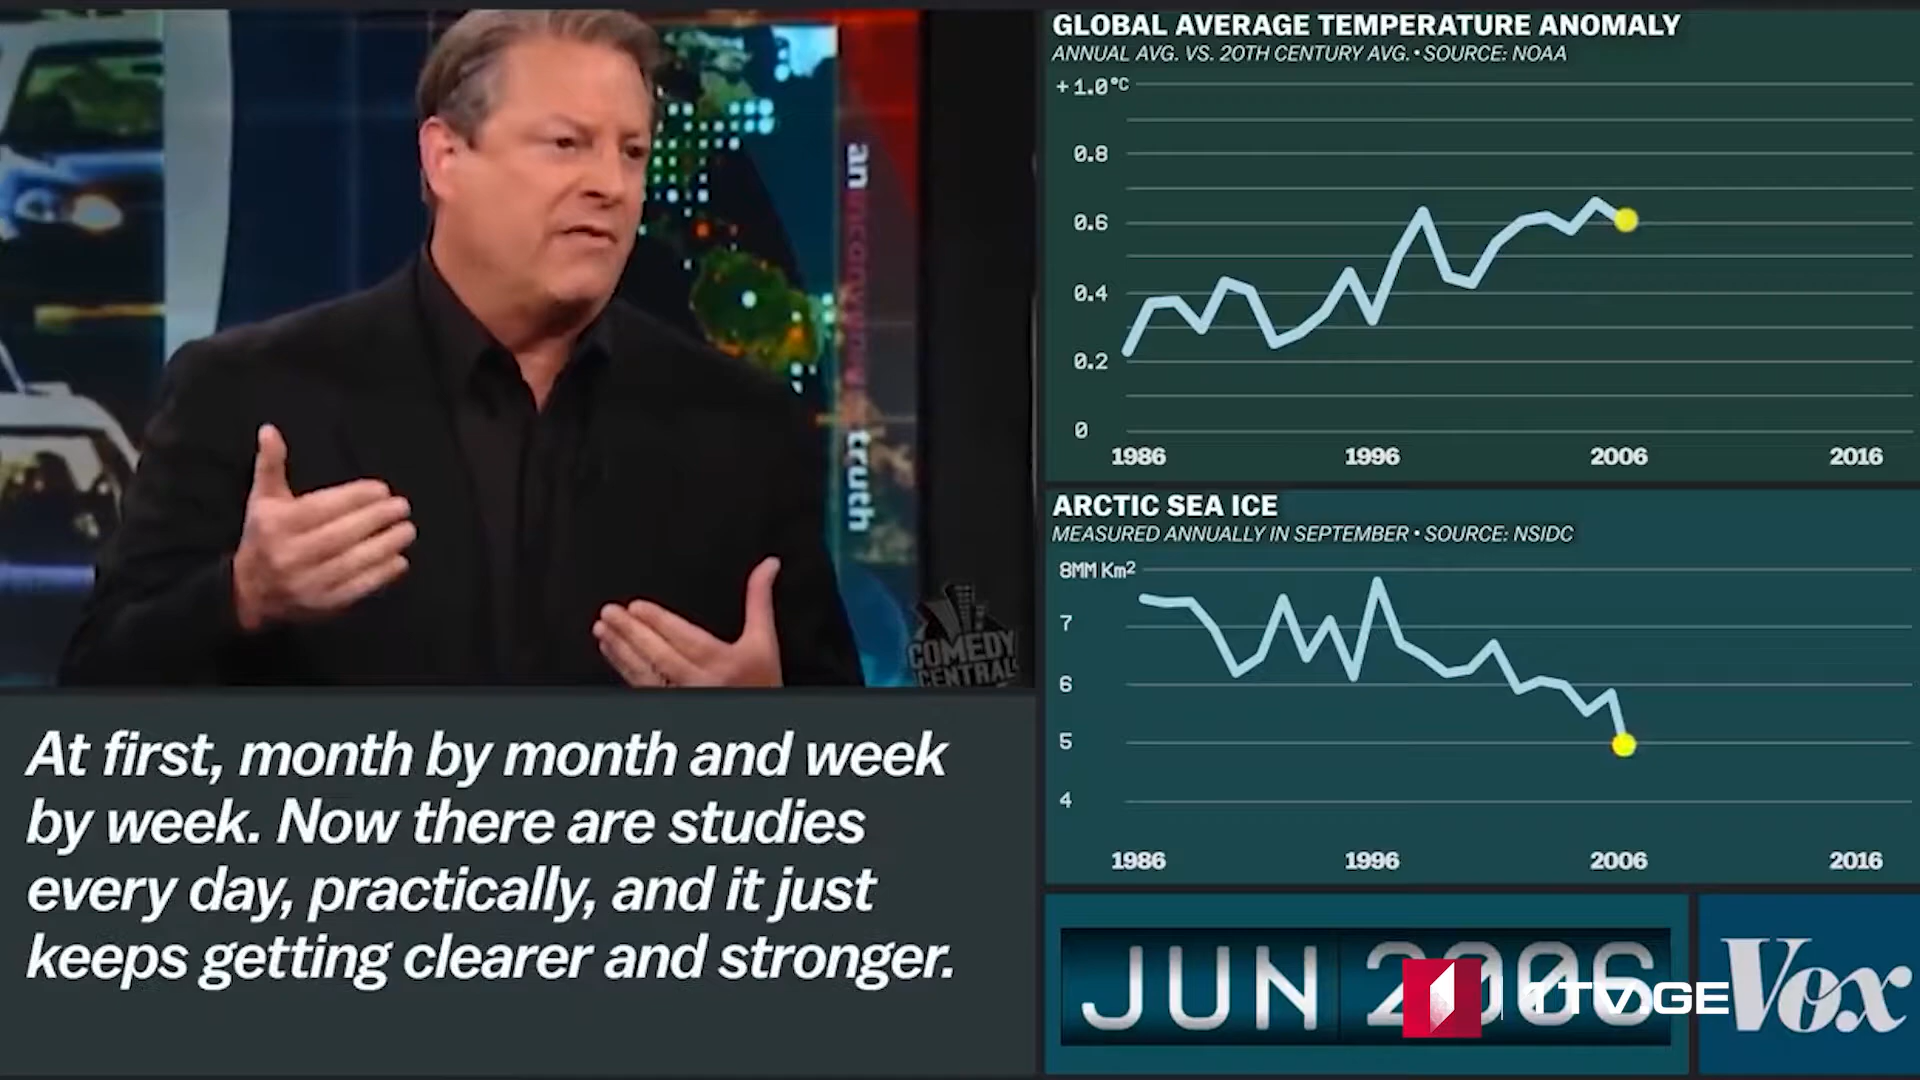 an inconvenient truth
COMEDY
CENTRAL
At first, month by month and week
by week. Now there are studies
every day, practically, and it just
keeps getting clearer and stronger.
GLOBAL AVERAGE TEMPERATURE ANOMALY
ANNUAL AVG. VS. 20TH CENTURY AVG. • SOURCE: NOAA
+1.0°C
0.8
0.6
0.4
0.2
0
1986 1996 2006 2016
ARCTIC SEA ICE
MEASURED ANNUALLY IN SEPTEMBER • SOURCE: NSIDC
8MM Km²
7
6
5
4
1986 1996 2006 2016
JUN 2006
1TV.GE
Vox